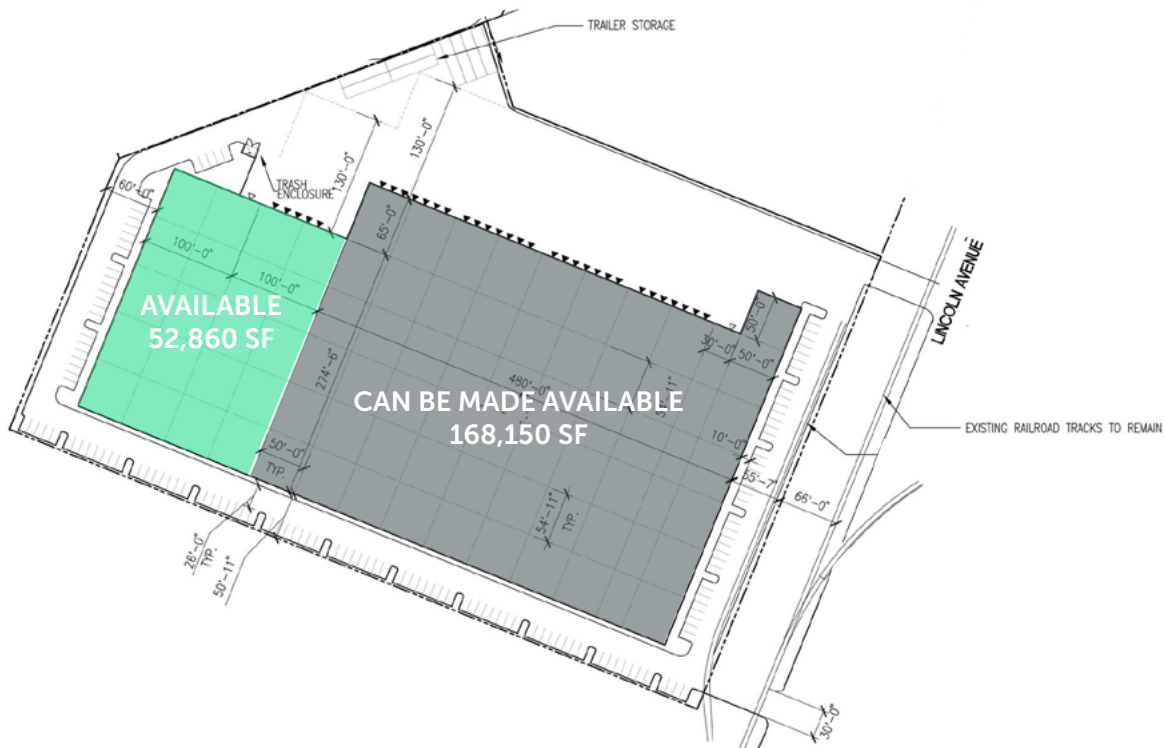 TRAILER STORAGE
130'-0"
130'-0"
TRASH
ENCLOSURE
60'-0"
65'-0"
100'-0"
100'-0"
AVAILABLE
52,860 SF
LINCOLN AVENUE
50'-0"
30'-0"
50'-0"
274'-6"
480'-0"
CAN BE MADE AVAILABLE
168,150 SF
EXISTING RAILROAD TRACKS TO REMAIN
10'-0"
50'-0"
TYP.
66'-0"
54'-11"
TYP.
26'-0"
TYP.
50'-11"
30'-0"